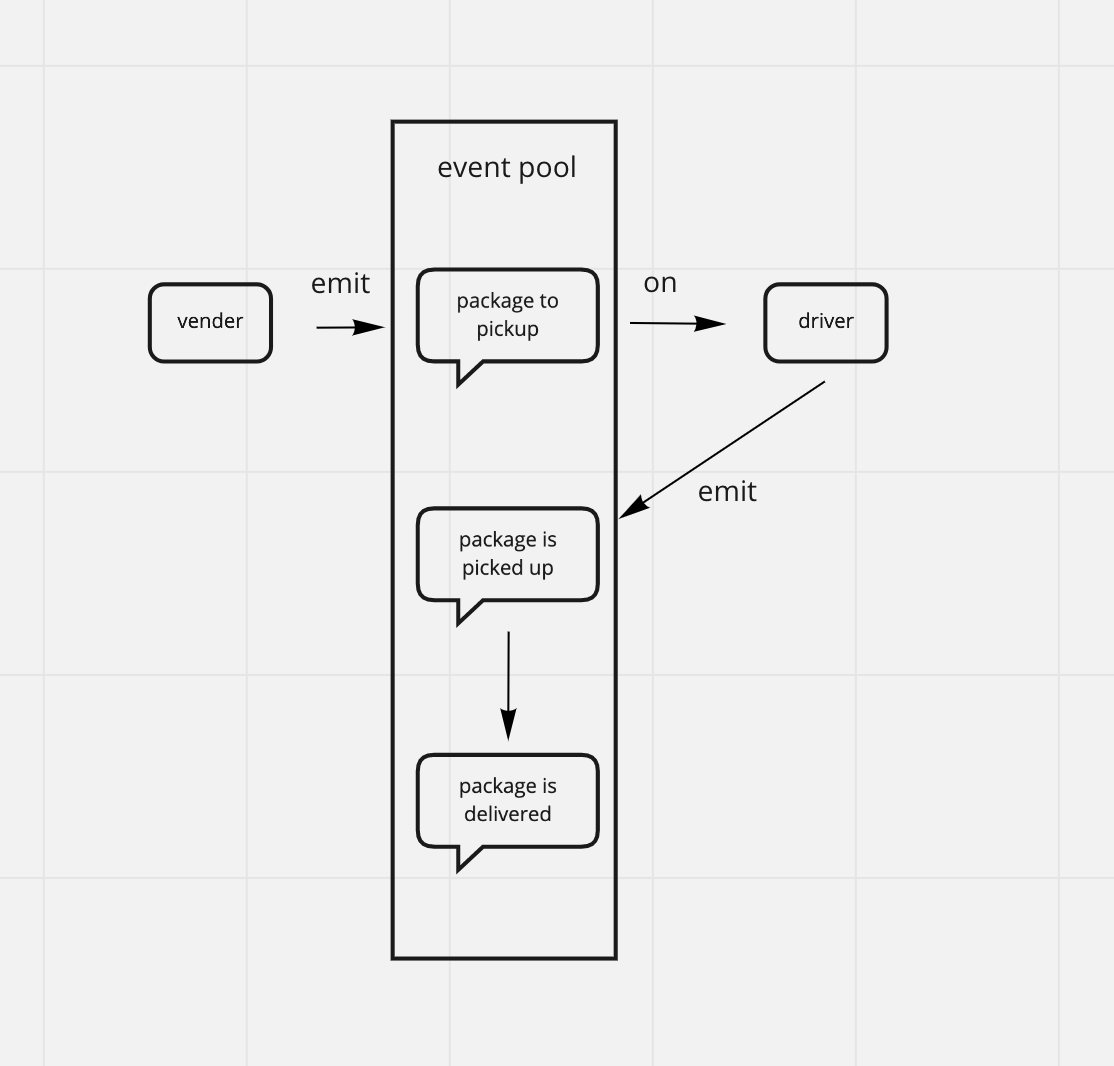 event pool
vender
emit
package to
pickup
on
driver
emit
package is
picked up
package is
delivered